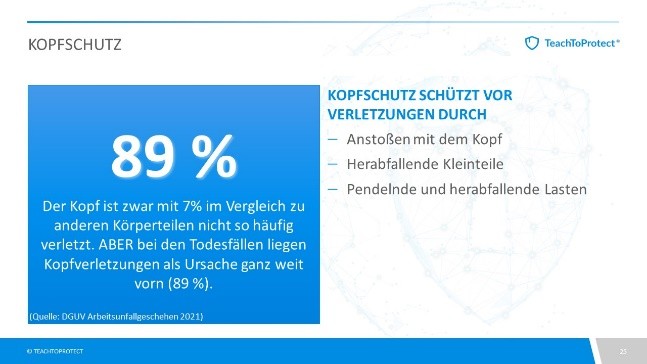 KOPFSCHUTZ
TeachToProtect®
89 %
Der Kopf ist zwar mit 7% im Vergleich zu
anderen Körperteilen nicht so häufig
verletzt. ABER bei den Todesfällen liegen
Kopfverletzungen als Ursache ganz weit
vorn (89 %).
(Quelle: DGUV Arbeitsunfallgeschehen 2021)
KOPFSCHUTZ SCHÜTZT VOR
VERLETZUNGEN DURCH
– Anstoßen mit dem Kopf
– Herabfallende Kleinteile
– Pendelnde und herabfallende Lasten
© TEACHTOPROTECT
25